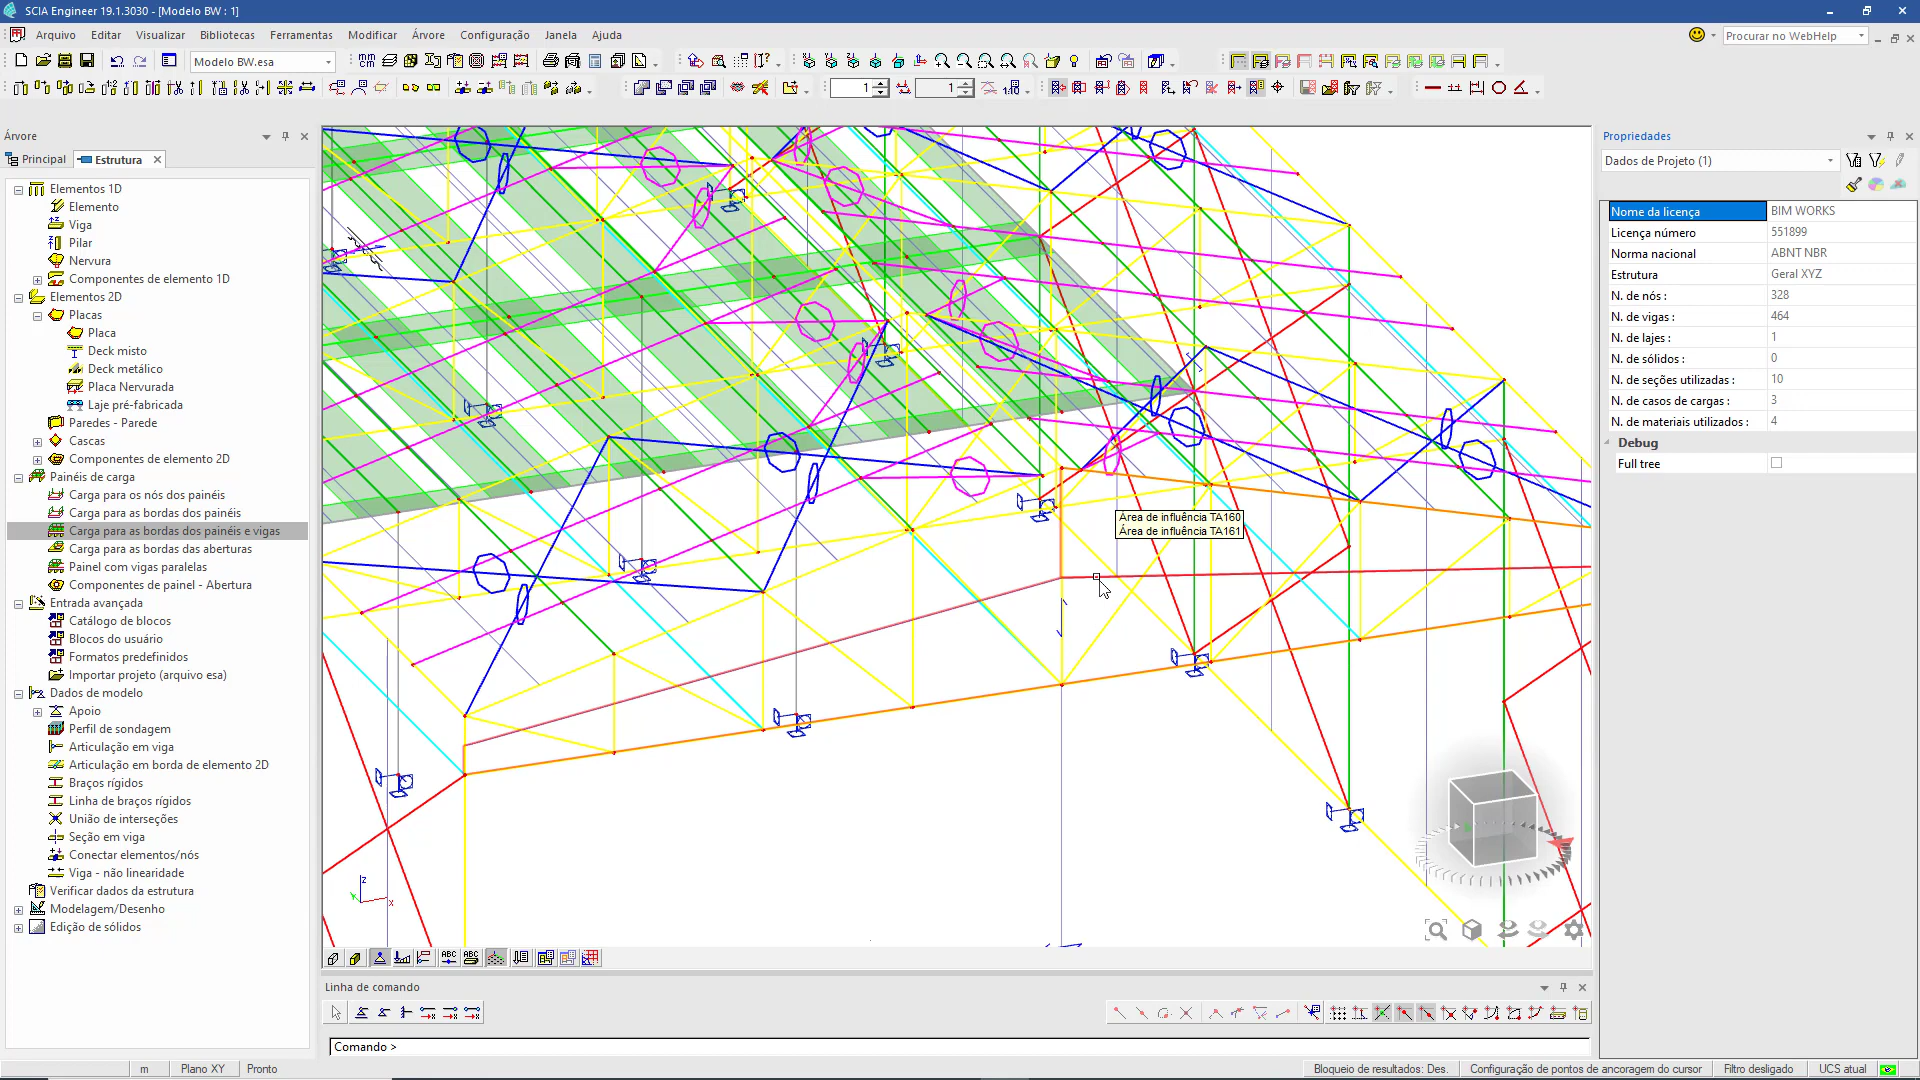 SCIA Engineer 19.1.3030 - [Modelo BW : 1]
Arquivo Editar Visualizar Bibliotecas Ferramentas Modificar Árvore Configuração Janela Ajuda
Procurar no WebHelp
Modelo BW.esa
1
1
Árvore
Principal
Estrutura
Elementos 1D
Elemento
Viga
Pilar
Nervura
Componentes de elemento 1D
Elementos 2D
Placas
Placa
Deck misto
Deck metálico
Placa Nervurada
Laje pré-fabricada
Paredes - Parede
Cascas
Componentes de elemento 2D
Painéis de carga
Carga para os nós dos painéis
Carga para as bordas dos painéis
Carga para as bordas dos painéis e vigas
Carga para as bordas das aberturas
Painel com vigas paralelas
Componentes de painel - Abertura
Entrada avançada
Catálogo de blocos
Blocos do usuário
Formatos predefinidos
Importar projeto (arquivo esa)
Dados de modelo
Apoio
Perfil de sondagem
Articulação em viga
Articulação em borda de elemento 2D
Braços rígidos
Linha de braços rígidos
União de interseções
Seção em viga
Conectar elementos/nós
Viga - não linearidade
Verificar dados da estrutura
Modelagem/Desenho
Edição de sólidos
Área de influência TA160
Área de influência TA161
z
Y
x
ABC
ABC
Propriedades
Dados de Projeto (1)
Nome da licença BIM WORKS
Licença número 551899
Norma nacional ABNT NBR
Estrutura Geral XYZ
N. de nós : 328
N. de vigas : 464
N. de lajes : 1
N. de sólidos : 0
N. de seções utilizadas : 10
N. de casos de cargas : 3
N. de materiais utilizados : 4
Debug
Full tree
Linha de comando
Comando >
m Plano XY Pronto
Bloqueio de resultados: Des. Configuração de pontos de ancoragem do cursor Filtro desligado UCS atual